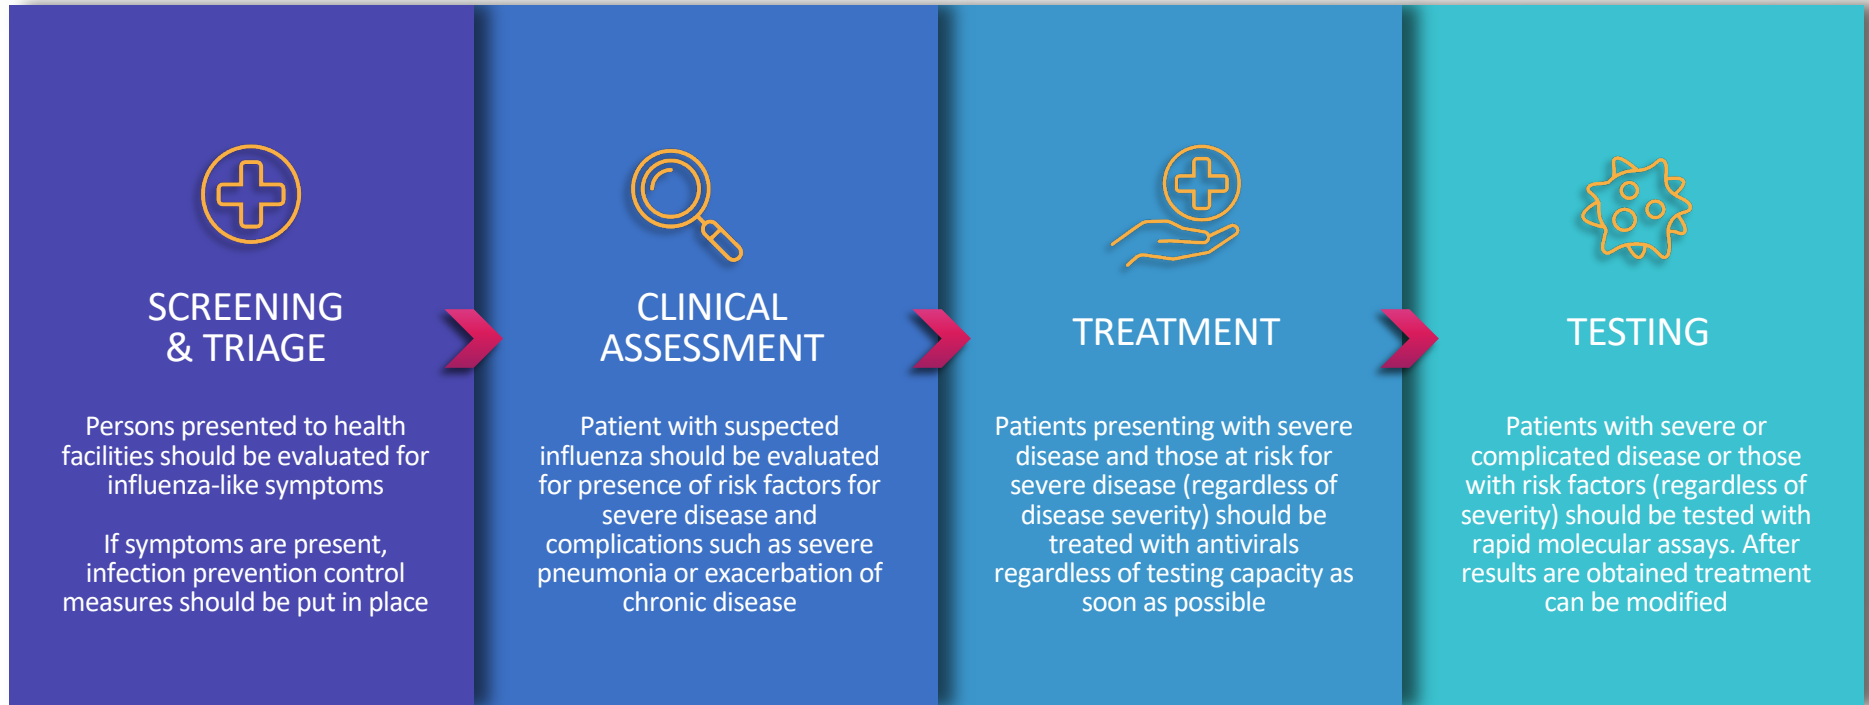 SCREENING
& TRIAGE
Persons presented to health
facilities should be evaluated for
influenza-like symptoms
If symptoms are present,
infection prevention control
measures should be put in place
CLINICAL
ASSESSMENT
Patient with suspected
influenza should be evaluated
for presence of risk factors for
severe disease and
complications such as severe
pneumonia or exacerbation of
chronic disease
TREATMENT
Patients presenting with severe
disease and those at risk for
severe disease (regardless of
disease severity) should be
treated with antivirals
regardless of testing capacity as
soon as possible
TESTING
Patients with severe or
complicated disease or those
with risk factors (regardless of
severity) should be tested with
rapid molecular assays. After
results are obtained treatment
can be modified